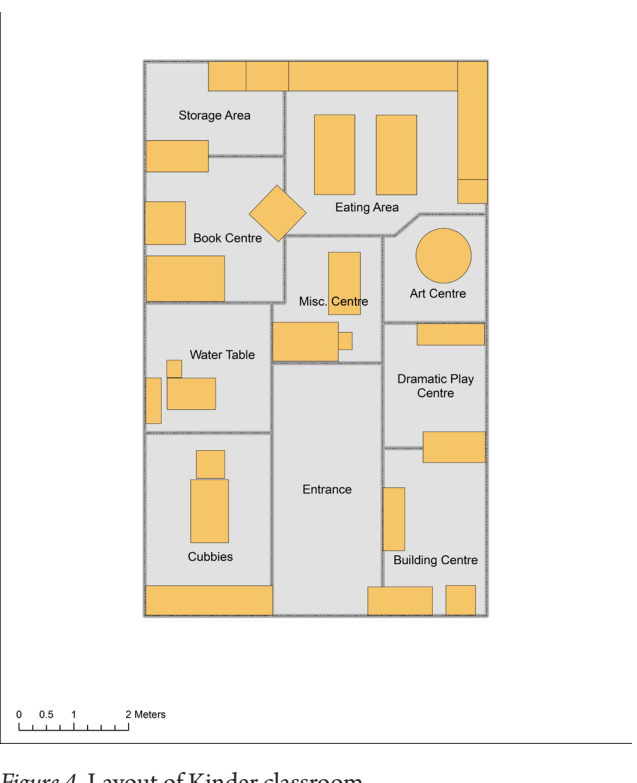 Storage Area
Eating Area
Book Centre
Art Centre
Misc. Centre
Water Table
Dramatic Play
Centre
Entrance
Cubbies
Building Centre
0 0.5 1 2 Meters
Figure 4. Layout of Kinder classroom